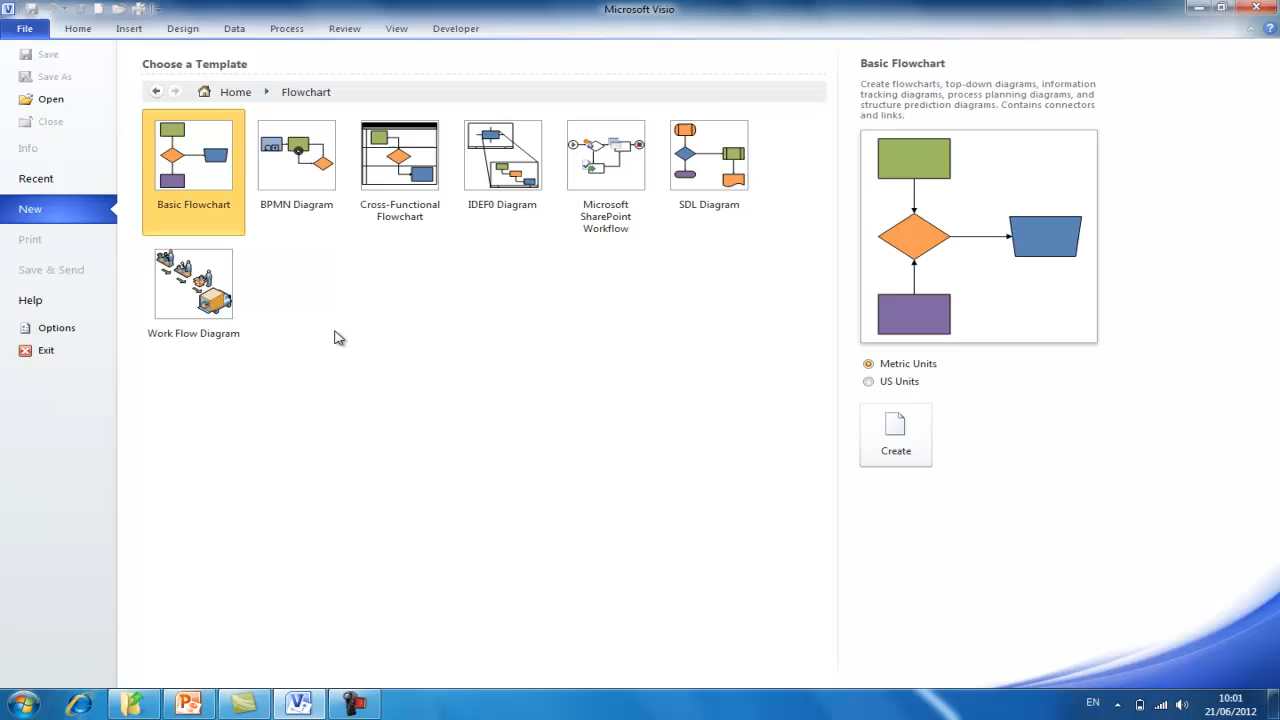 Microsoft Visio
File Home Insert Design Data Process Review View Developer
Save
Save As
Open
Close
Info
Recent
New
Print
Save & Send
Help
Options
Exit
Choose a Template
Home Flowchart
Basic Flowchart
BPMN Diagram
Cross-Functional
Flowchart
IDEF0 Diagram
Microsoft
SharePoint
Workflow
SDL Diagram
Work Flow Diagram
Basic Flowchart
Create flowcharts, top-down diagrams, information
tracking diagrams, process planning diagrams, and
structure prediction diagrams. Contains connectors
and links.
Metric Units
US Units
Create
EN
10:01
21/06/2012